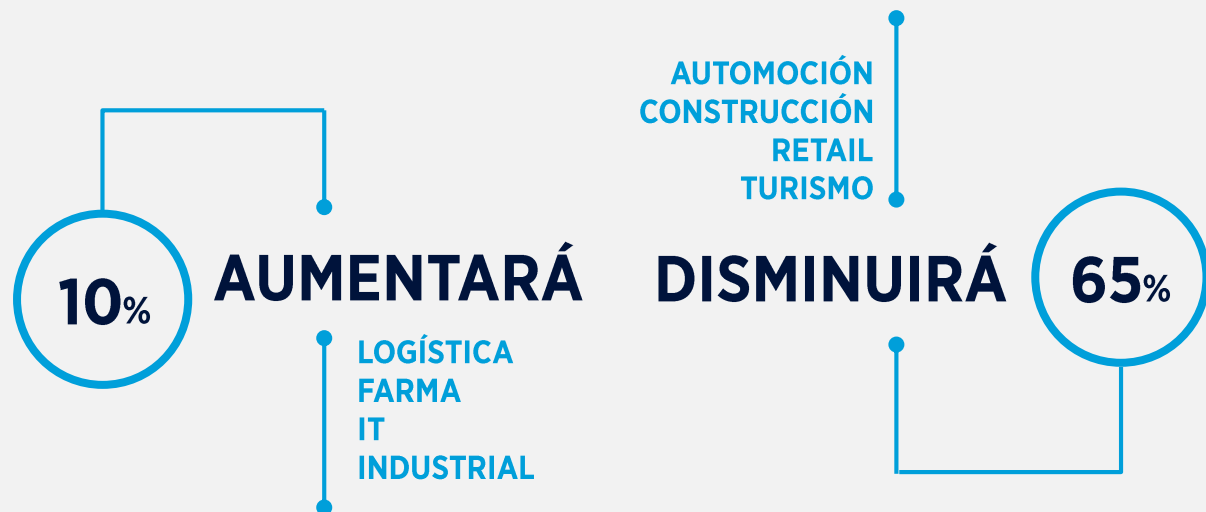 10%
AUMENTARÁ
LOGÍSTICA
FARMA
IT
INDUSTRIAL
AUTOMOCIÓN
CONSTRUCCIÓN
RETAIL
TURISMO
DISMINUIRÁ
65%